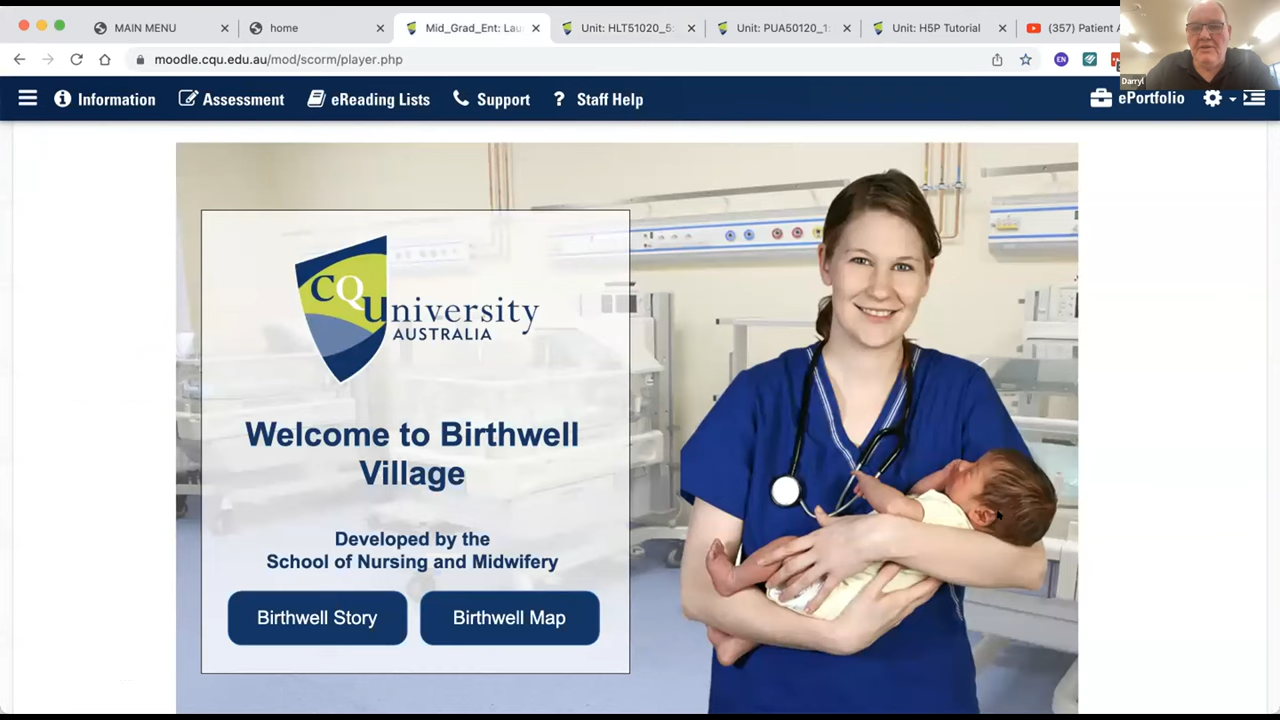 MAIN MENU
home
Mid_Grad_Ent: Lau
Unit: HLT51020_5
Unit: PUA50120_1
Unit: H5P Tutorial
(357) Patient A
moodle.cqu.edu.au/mod/scorm/player.php
EN
Darryl
Information
Assessment
eReading Lists
Support
? Staff Help
ePortfolio
CQUniversity
AUSTRALIA
Welcome to Birthwell
Village
Developed by the
School of Nursing and Midwifery
Birthwell Story
Birthwell Map